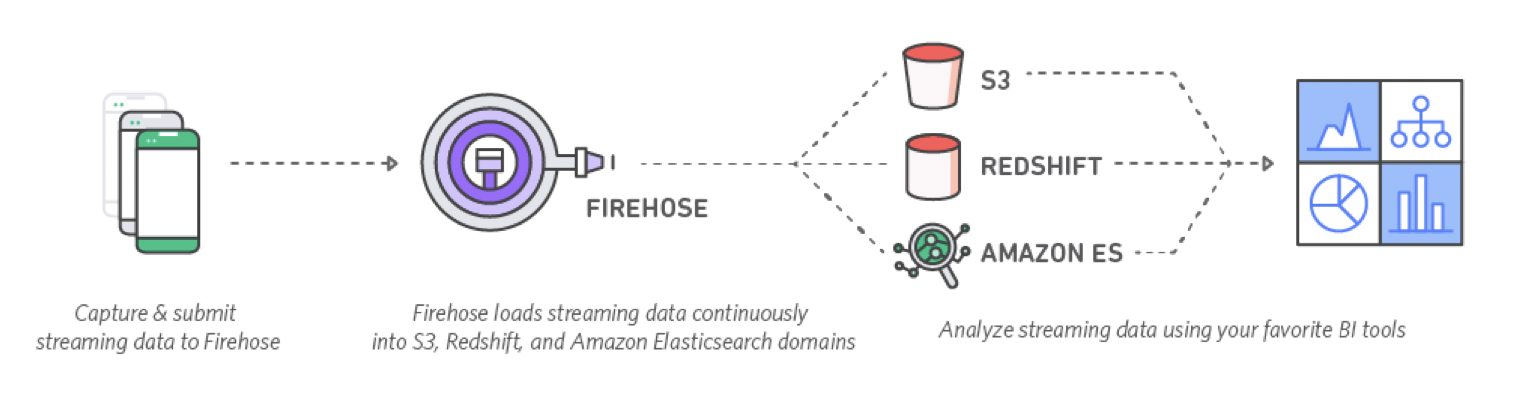 S3
REDSHIFT
FIREHOSE
AMAZON ES
Capture & submit
streaming data to Firehose
Firehose loads streaming data continuously
into S3, Redshift, and Amazon Elasticsearch domains
Analyze streaming data using your favorite BI tools